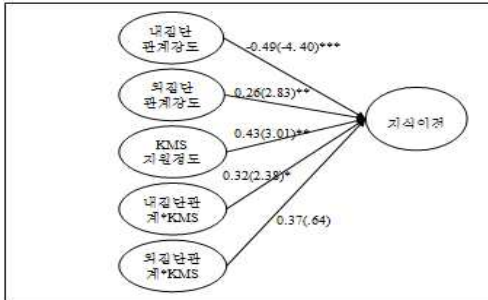 내집단
관계강도
-0.49(-4. 40)***
외집단
관계강도
0.26(2.83)**
지식이전
KMS
지원정도
0.43(3.01)**
0.32(2.38)*
내집단관
계*KMS
0.37(.64)
외집단관
계*KMS